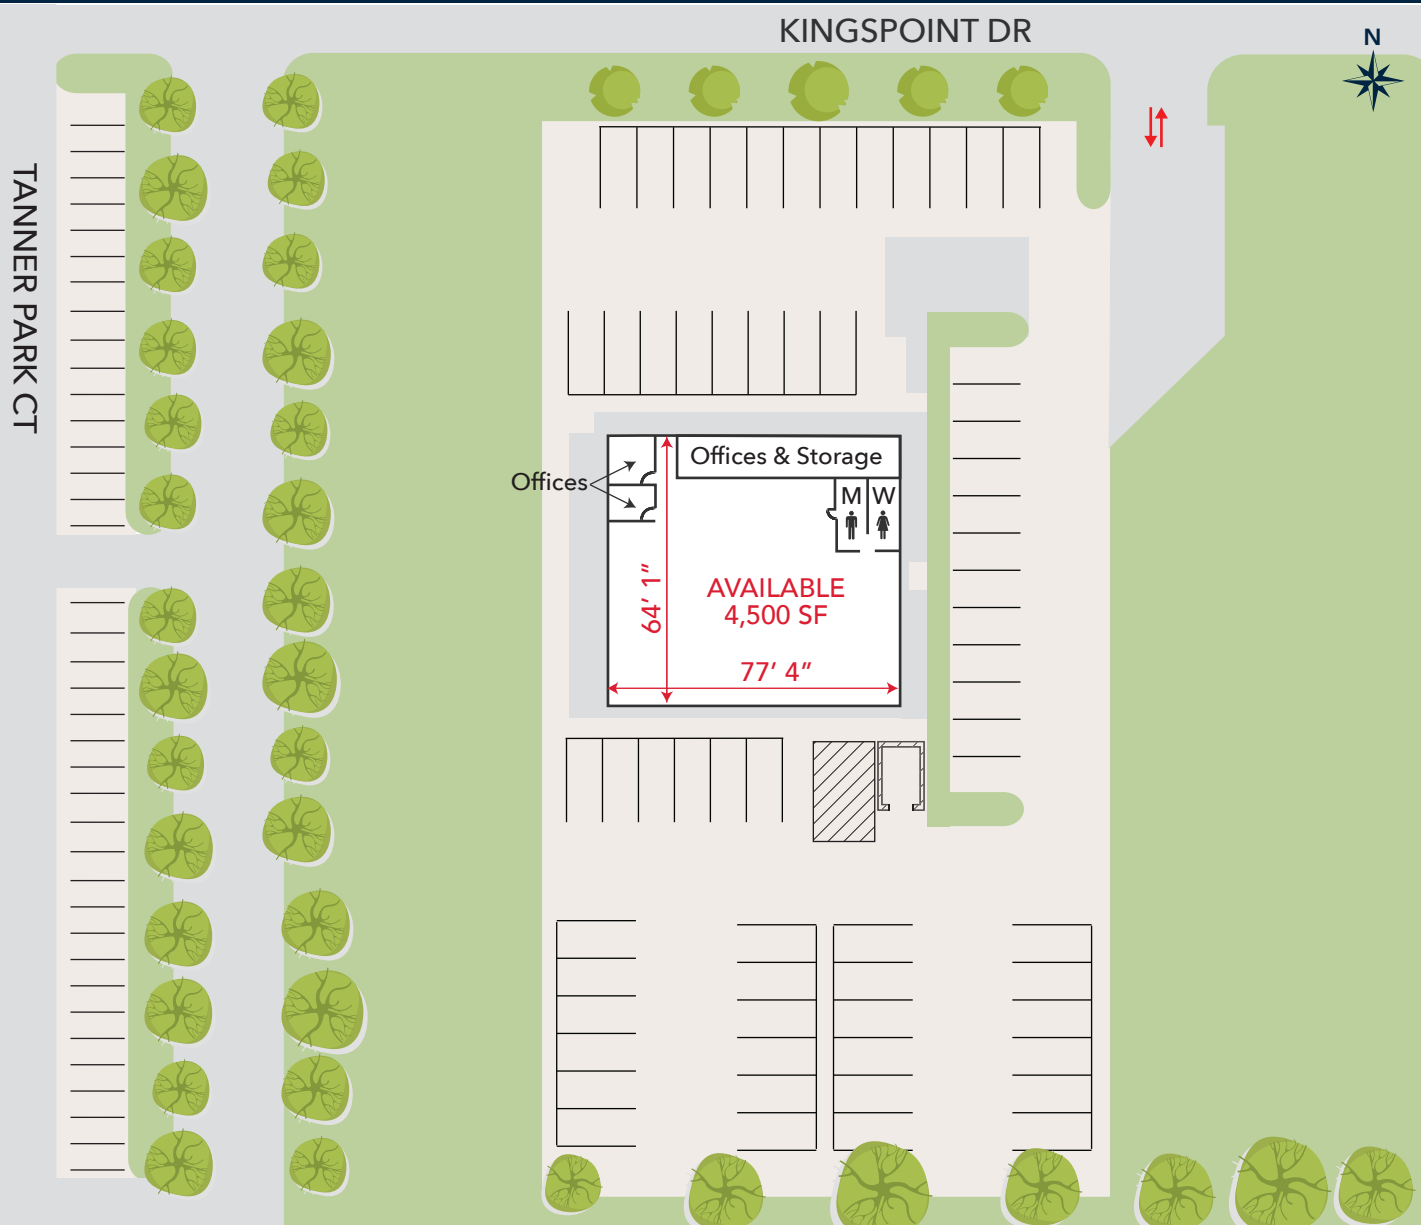 KINGSPOINT DR
N
TANNER PARK CT
Offices
Offices & Storage
M W
64’ 1”
AVAILABLE
4,500 SF
77’ 4”